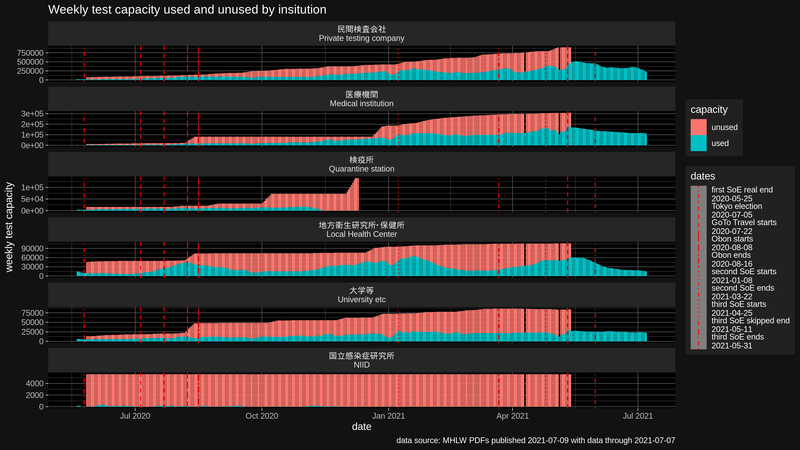 Weekly test capacity used and unused by insitution
民間検査会社
Private testing company
750000
500000
250000
0
医療機関
Medical institution
3e+05
2e+05
1e+05
0e+00
検疫所
Quarantine station
1e+05
5e+04
0e+00
地方衛生研究所・保健所
Local Health Center
90000
60000
30000
0
大学等
University etc
75000
50000
25000
0
国立感染症研究所
NIID
4000
2000
0
Jul 2020
Oct 2020
Jan 2021
Apr 2021
Jul 2021
date
weekly test capacity
capacity
unused
used
dates
first SoE real end
2020-05-25
Tokyo election
2020-07-05
GoTo Travel starts
2020-07-22
Obon starts
2020-08-08
Obon ends
2020-08-16
second SoE starts
2021-01-08
second SoE ends
2021-03-22
third SoE starts
2021-04-25
third SoE skipped end
2021-05-11
third SoE ends
2021-05-31
data source: MHLW PDFs published 2021-07-09 with data through 2021-07-07